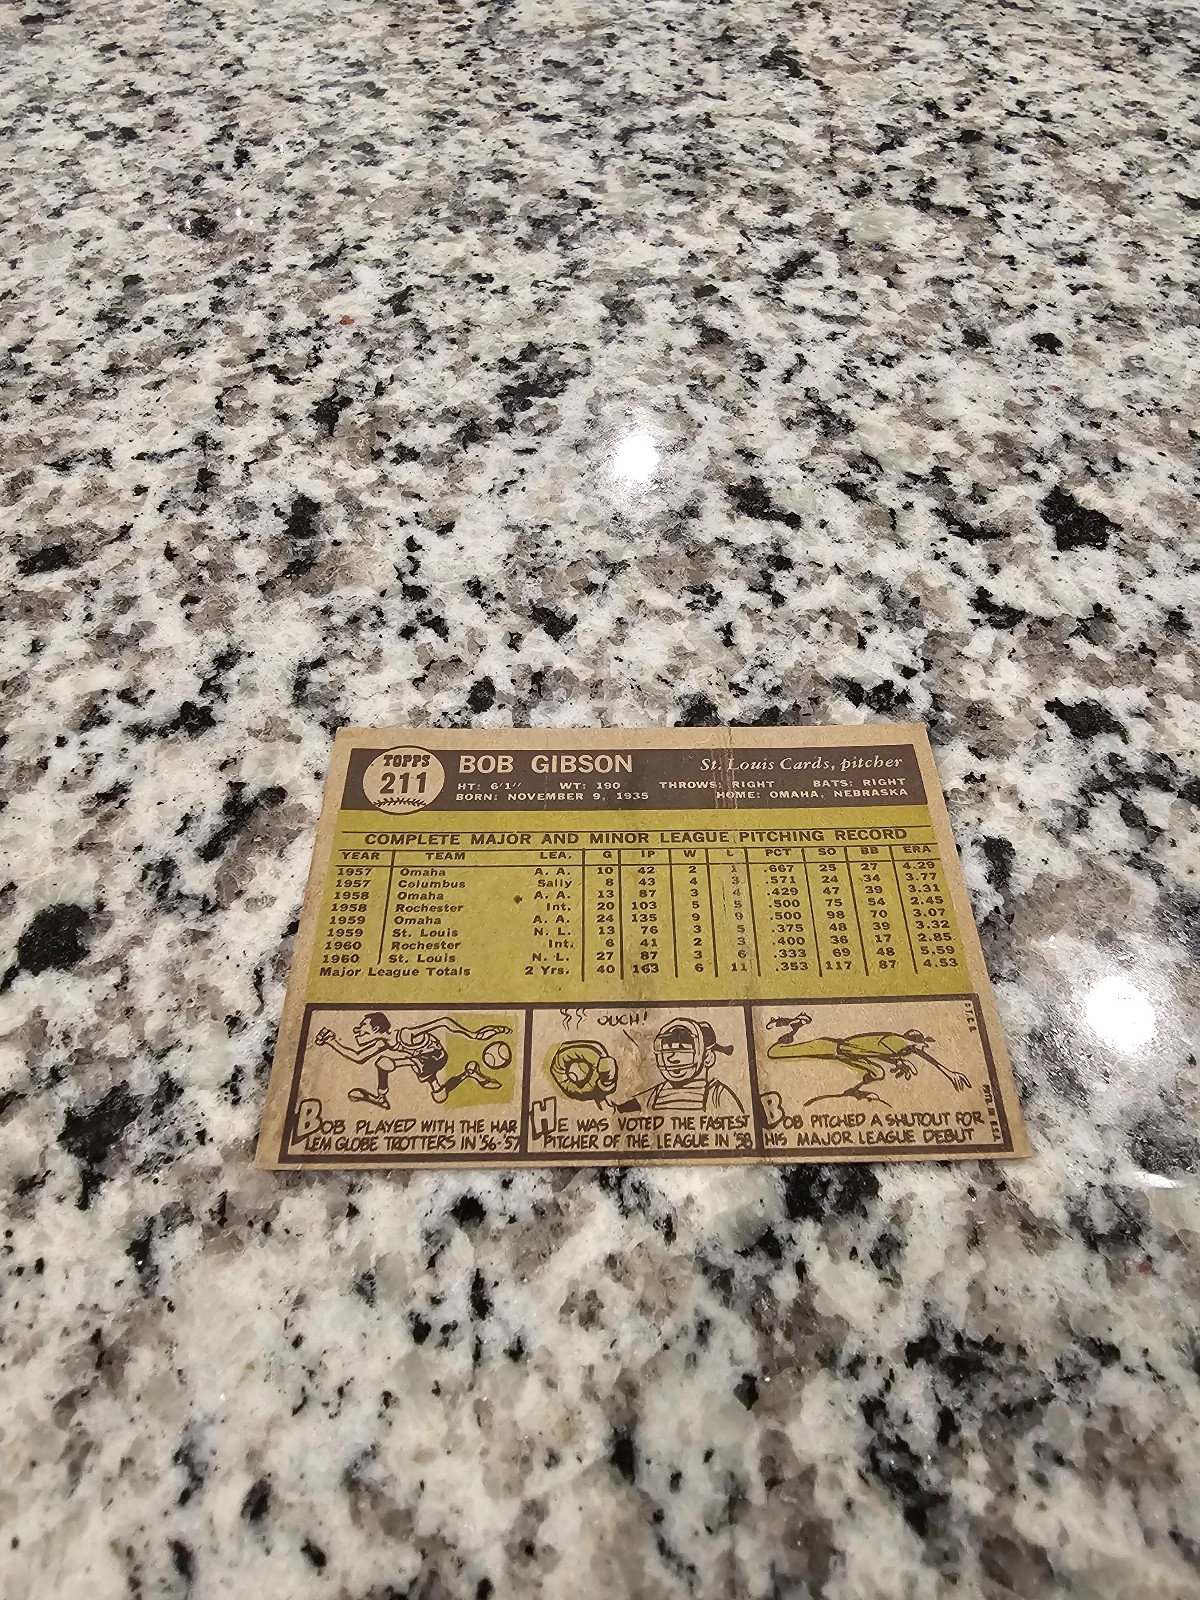 TOPPS
211
BOB GIBSON St. Louis Cards, pitcher
HT: 6'1" WT: 190 THROWS: RIGHT BATS: RIGHT
BORN: NOVEMBER 9, 1935 HOME: OMAHA, NEBRASKA
COMPLETE MAJOR AND MINOR LEAGUE PITCHING RECORD
YEAR TEAM LEA. G IP W L PCT SO BB ERA
1957 Omaha A. A. 10 42 2 1 .667 25 27 4.29
1957 Columbus Sally 8 43 4 3 .571 24 34 3.77
1958 Omaha A. A. 13 87 3 4 .429 47 39 3.31
1958 Rochester Int. 20 103 5 5 .500 75 54 2.45
1959 Omaha A. A. 24 135 9 9 .500 98 70 3.07
1959 St. Louis N. L. 13 76 3 5 .375 48 39 3.32
1960 Rochester Int. 6 41 2 3 .400 36 17 2.85
1960 St. Louis N. L. 27 87 3 6 .333 69 48 5.59
Major League Totals 2 Yrs. 40 163 6 11 .353 117 87 4.53
OUCH!
BOB PLAYED WITH THE HAR
LEM GLOBE TROTTERS IN '56-'57
HE WAS VOTED THE FASTEST
PITCHER OF THE LEAGUE IN '58
BOB PITCHED A SHUTOUT FOR
HIS MAJOR LEAGUE DEBUT